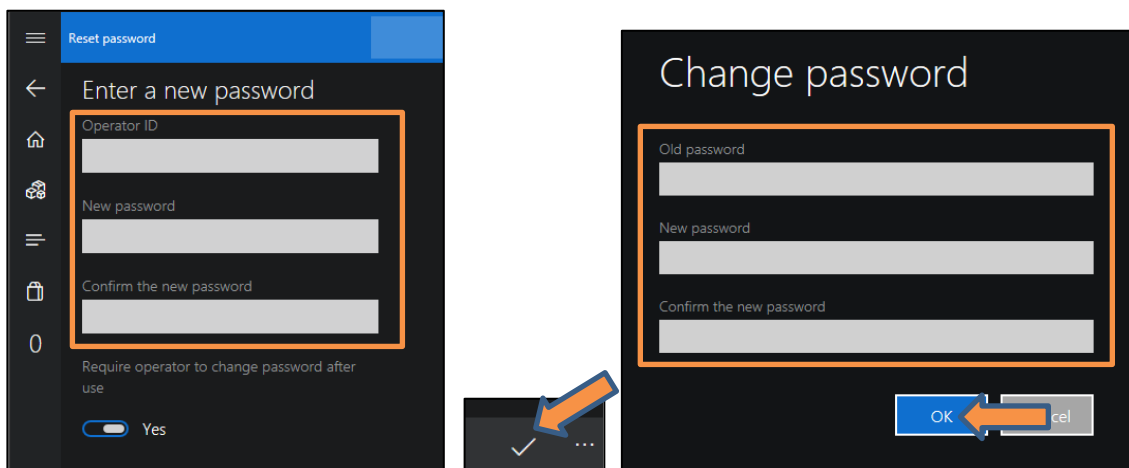 Reset password
Enter a new password
Operator ID
New password
Confirm the new password
0
Require operator to change password after
use
Yes
...
Change password
Old password
New password
Confirm the new password
OK
cel